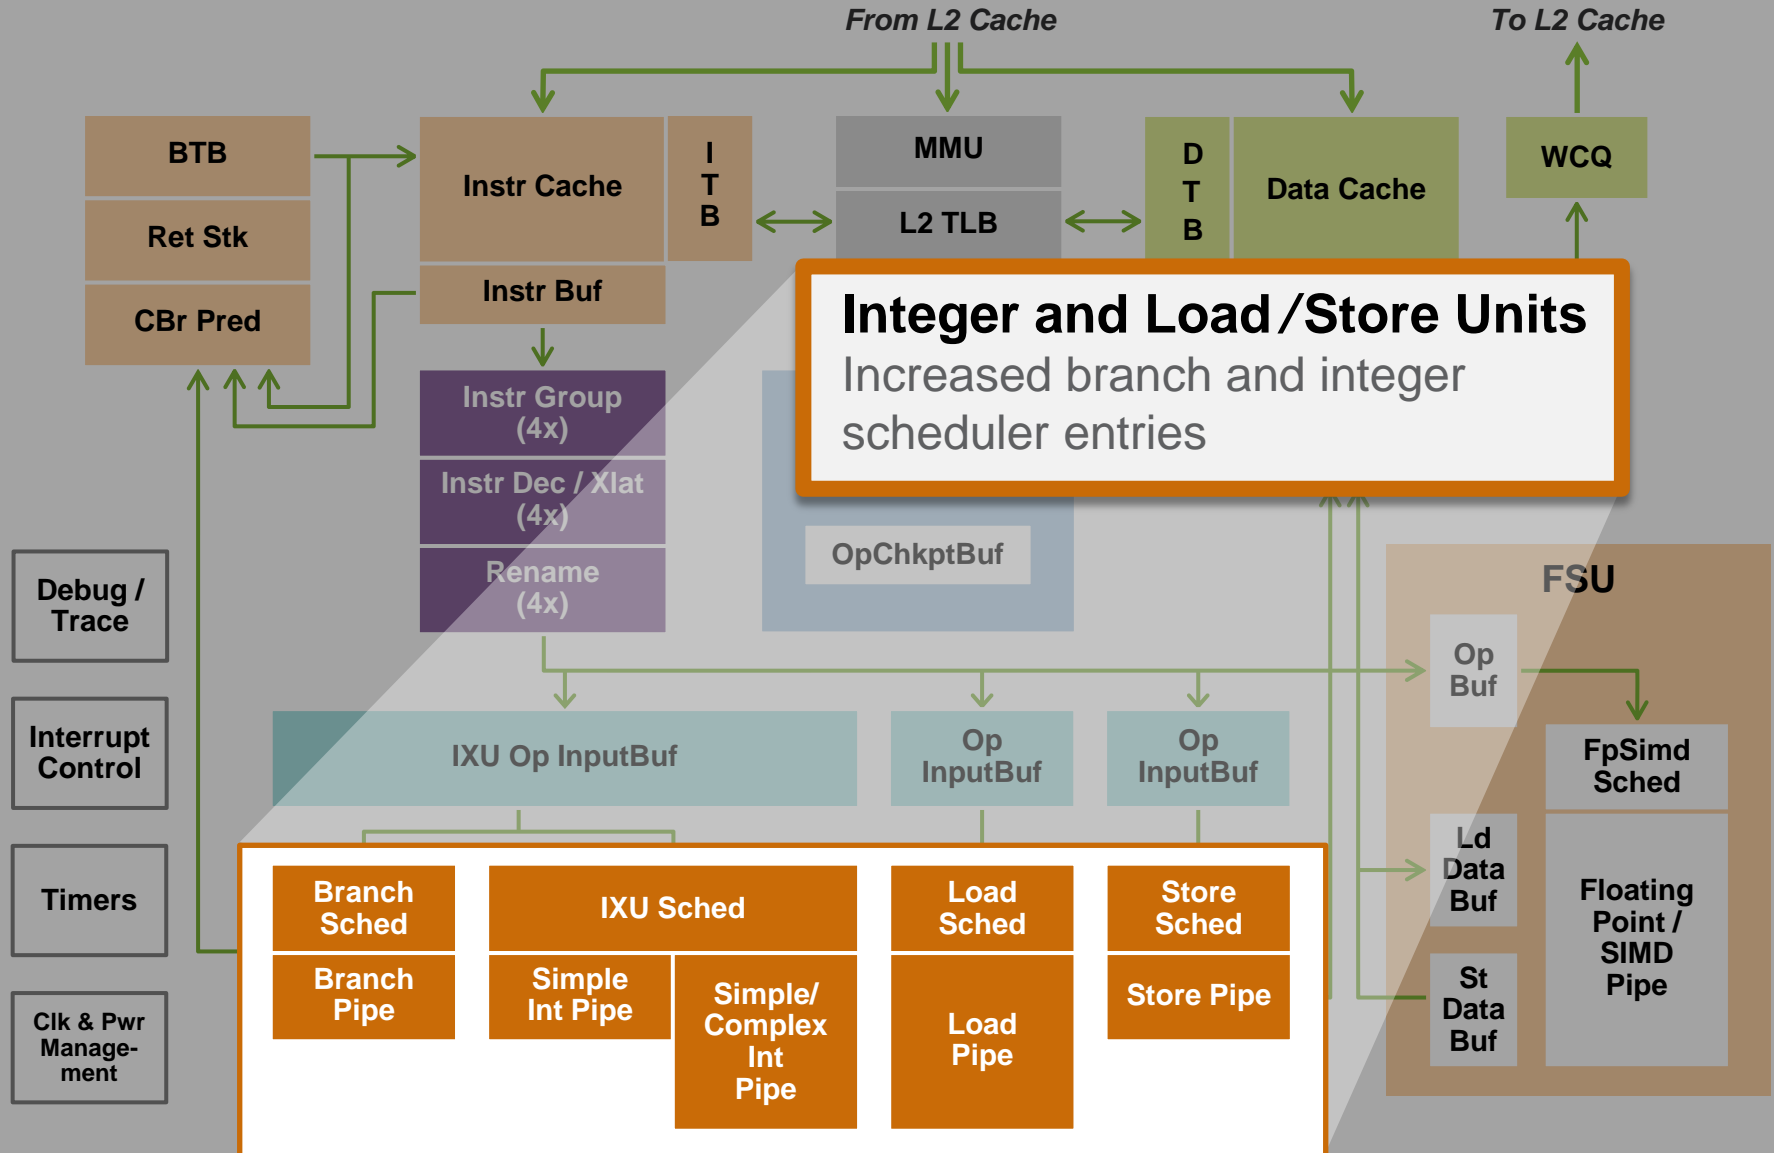 From L2 Cache
To L2 Cache
BTB
Ret Stk
CBr Pred
Instr Cache
I
T
B
Instr Buf
MMU
L2 TLB
D
T
B
Data Cache
WCQ
Integer and Load/Store Units
Increased branch and integer
scheduler entries
Instr Group
(4x)
Instr Dec / Xlat
(4x)
Rename
(4x)
OpChkptBuf
Debug /
Trace
Interrupt
Control
Timers
Clk & Pwr
Manage-
ment
IXU Op InputBuf
Op
InputBuf
Op
InputBuf
FSU
Op
Buf
FpSimd
Sched
Ld
Data
Buf
St
Data
Buf
Floating
Point /
SIMD
Pipe
Branch
Sched
Branch
Pipe
IXU Sched
Simple
Int Pipe
Simple/
Complex
Int
Pipe
Load
Sched
Load
Pipe
Store
Sched
Store Pipe